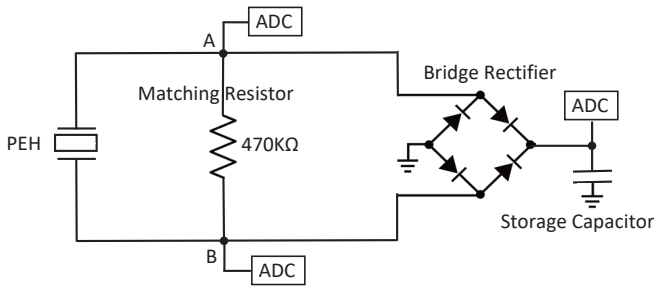 ADC
A
Bridge Rectifier
Matching Resistor
ADC
PEH
470KΩ
Storage Capacitor
B
ADC